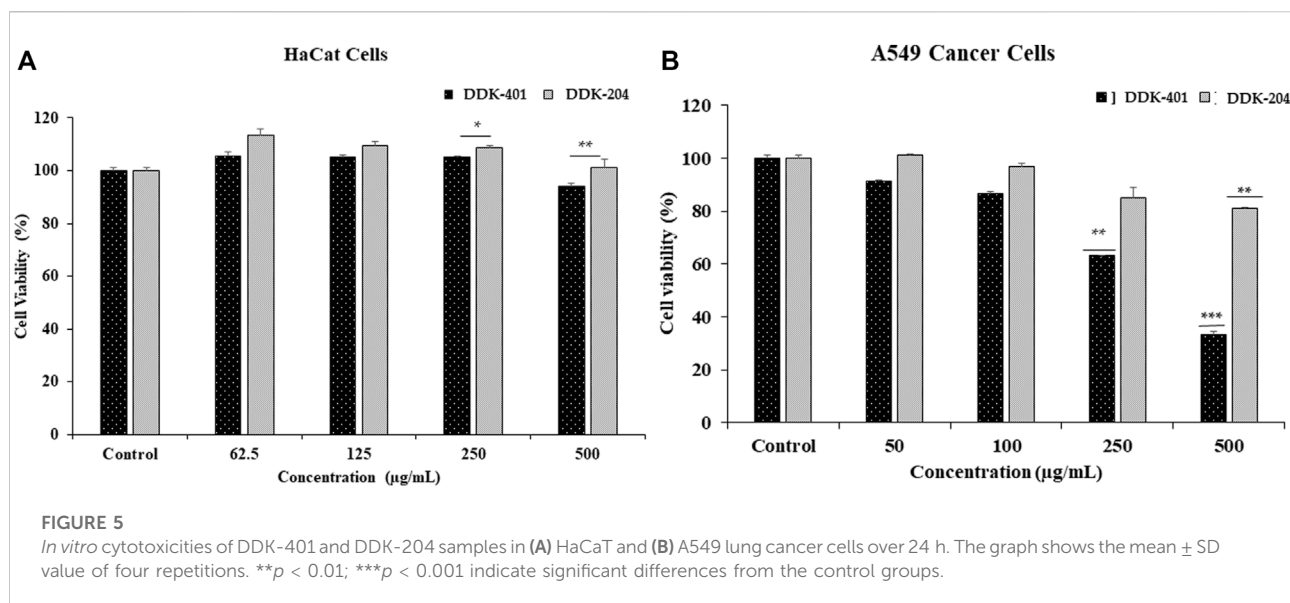 A
HaCat Cells
DDK-401 DDK-204
Cell Viability (%)
120
100
80
60
40
20
0
*
**
Control 62.5 125 250 500
Concentration (µg/mL)
B
A549 Cancer Cells
] DDK-401 DDK-204
Cell viability (%)
120
100
80
60
40
20
0
**
***
**
Control 50 100 250 500
Concentration (µg/mL)
FIGURE 5
In vitro cytotoxicities of DDK-401 and DDK-204 samples in (A) HaCaT and (B) A549 lung cancer cells over 24 h. The graph shows the mean ± SD
value of four repetitions. **p < 0.01; ***p < 0.001 indicate significant differences from the control groups.